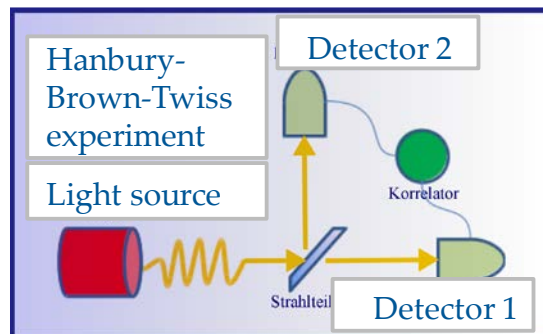 Hanbury-
Brown-Twiss
experiment
Detector 2
Light source
Korrelator
Strahlteil
Detector 1